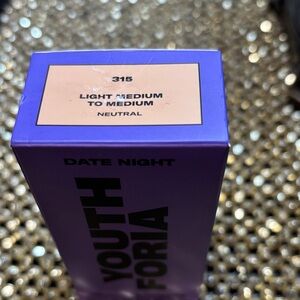 315
LIGHT MEDIUM
TO MEDIUM
NEUTRAL
DATE NIGHT
YOUTH
FORIA